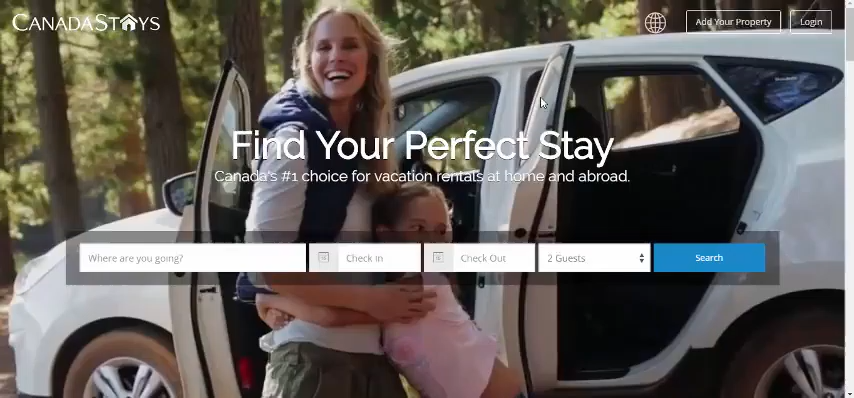 CANADASTAYS
Add Your Property
Login
Find Your Perfect Stay
Canada's #1 choice for vacation rentals at home and abroad.
Where are you going?
Check In
Check Out
2 Guests
Search